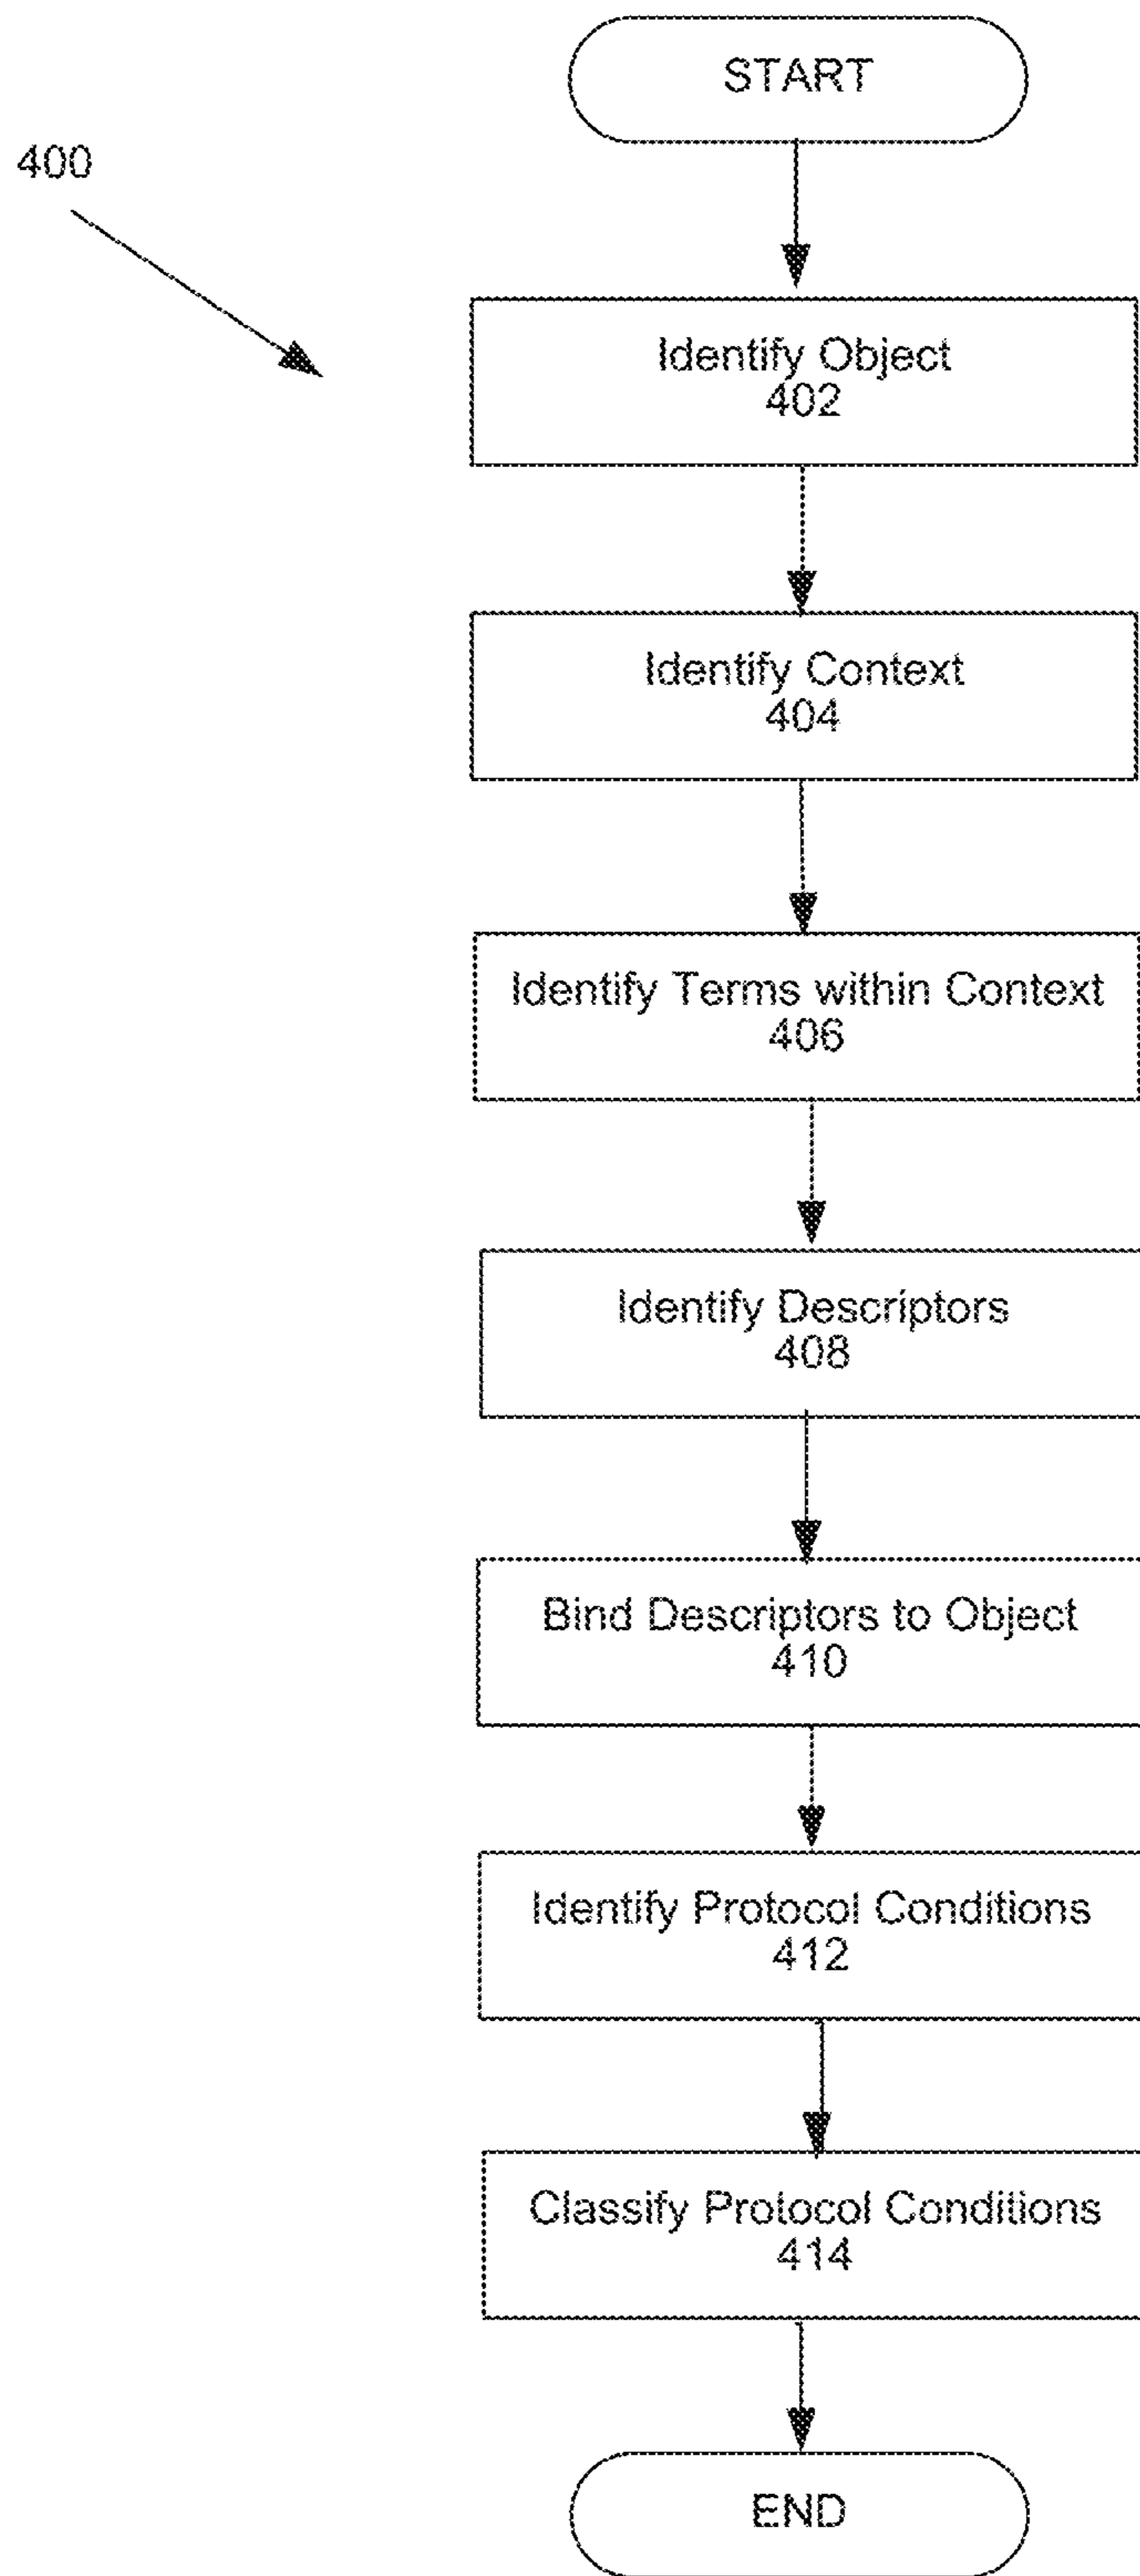 START
400
Identify Object
402
Identify Context
404
Identify Terms within Context
406
Identify Descriptors
408
Bind Descriptors to Object
410
Identify Protocol Conditions
412
Classify Protocol Conditions
414
END